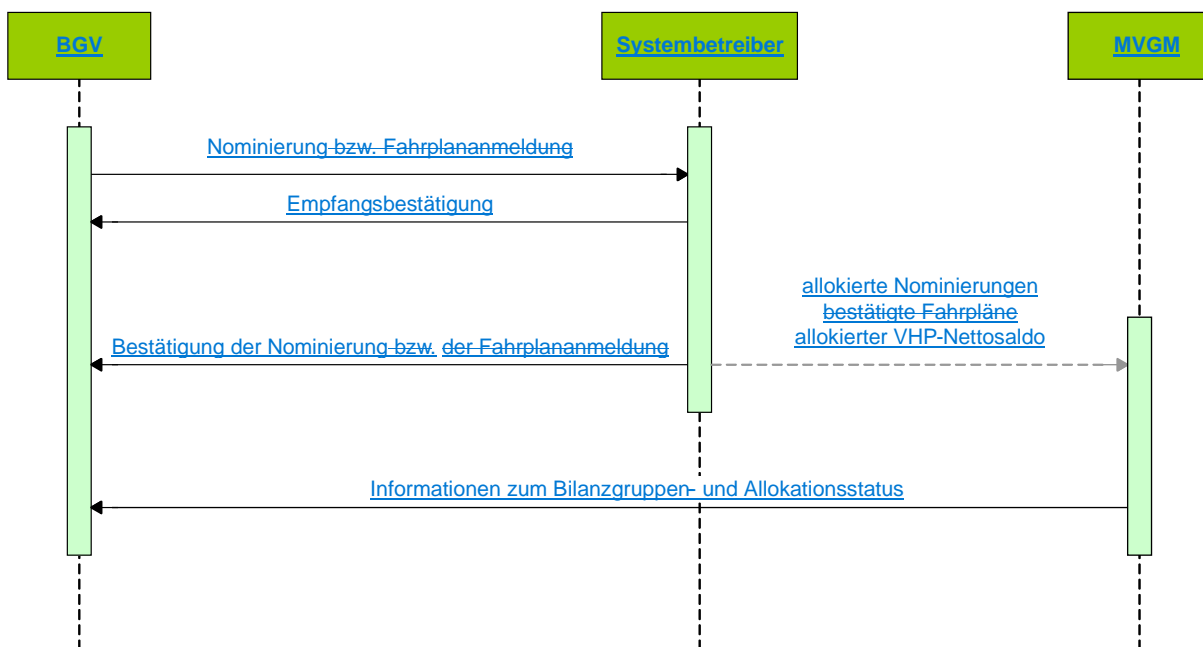 BGV
Systembetreiber
MVGM
Nominierung bzw. Fahrplananmeldung
Empfangsbestätigung
allokierte Nominierungen
bestätigte Fahrpläne
allokierter VHP-Nettosaldo
Bestätigung der Nominierung bzw. der Fahrplananmeldung
Informationen zum Bilanzgruppen- und Allokationsstatus